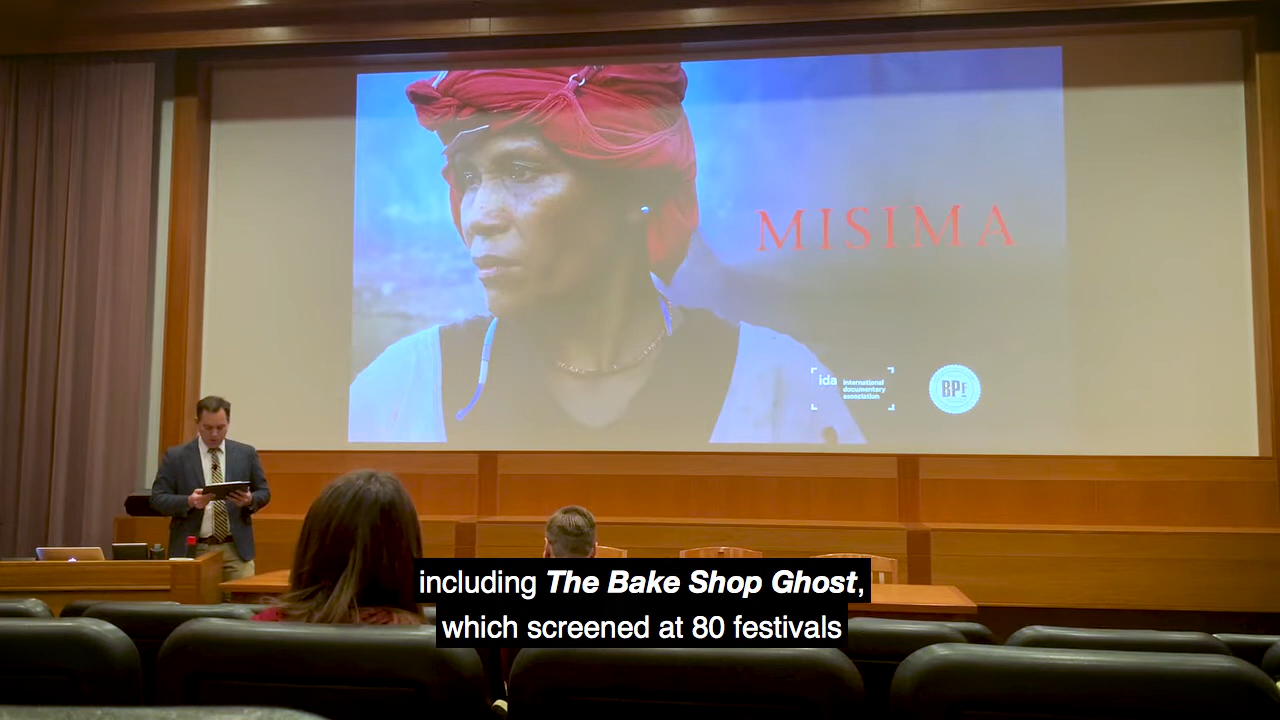 MISIMA
ida
international
documentary
association
BPF
including The Bake Shop Ghost,
which screened at 80 festivals